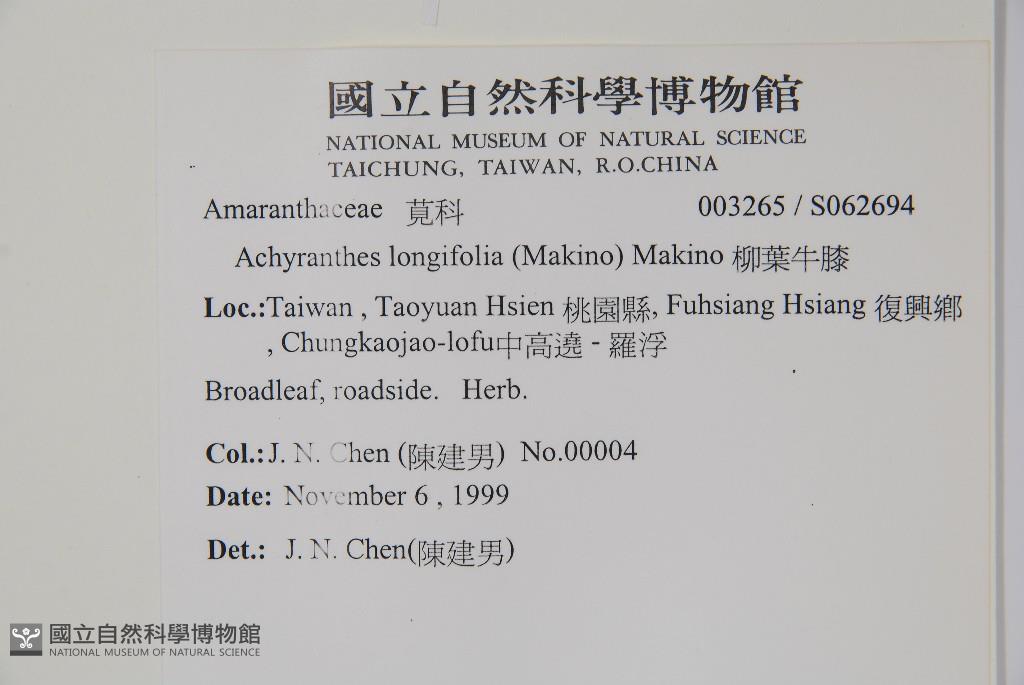 國立自然科學博物館
NATIONAL MUSEUM OF NATURAL SCIENCE
TAICHUNG, TAIWAN, R.O.CHINA
Amaranthaceae 莧科 003265 / S062694
Achyranthes longifolia (Makino) Makino 柳葉牛膝
Loc.:Taiwan , Taoyuan Hsien 桃園縣, Fuhsiang Hsiang 復興鄉
, Chungkaojao-lofu中高遶 - 羅浮
Broadleaf, roadside. Herb.
Col.:J. N. Chen (陳建男) No.00004
Date: November 6 , 1999
Det.: J. N. Chen(陳建男)
國立自然科學博物館
NATIONAL MUSEUM OF NATURAL SCIENCE